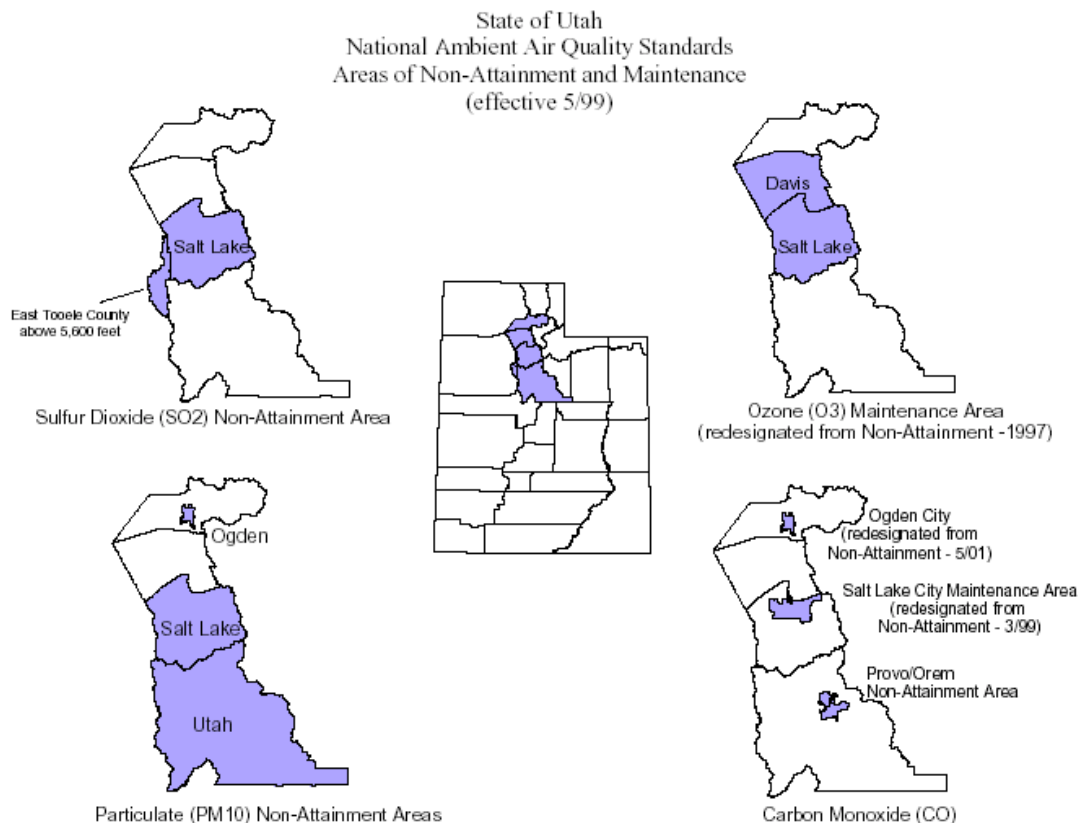 State of Utah
National Ambient Air Quality Standards
Areas of Non-Attainment and Maintenance
(effective 5/99)
Salt Lake
East Tooele County
above 5,600 feet
Sulfur Dioxide (SO2) Non-Attainment Area
Davis
Salt Lake
Ozone (O3) Maintenance Area
(redesignated from Non-Attainment -1997)
Ogden
Salt Lake
Utah
Particulate (PM10) Non-Attainment Areas
Ogden City
(redesignated from
Non-Attainment - 5/01)
Salt Lake City Maintenance Area
(redesignated from
Non-Attainment - 3/99)
Provo/Orem
Non-Attainment Area
Carbon Monoxide (CO)